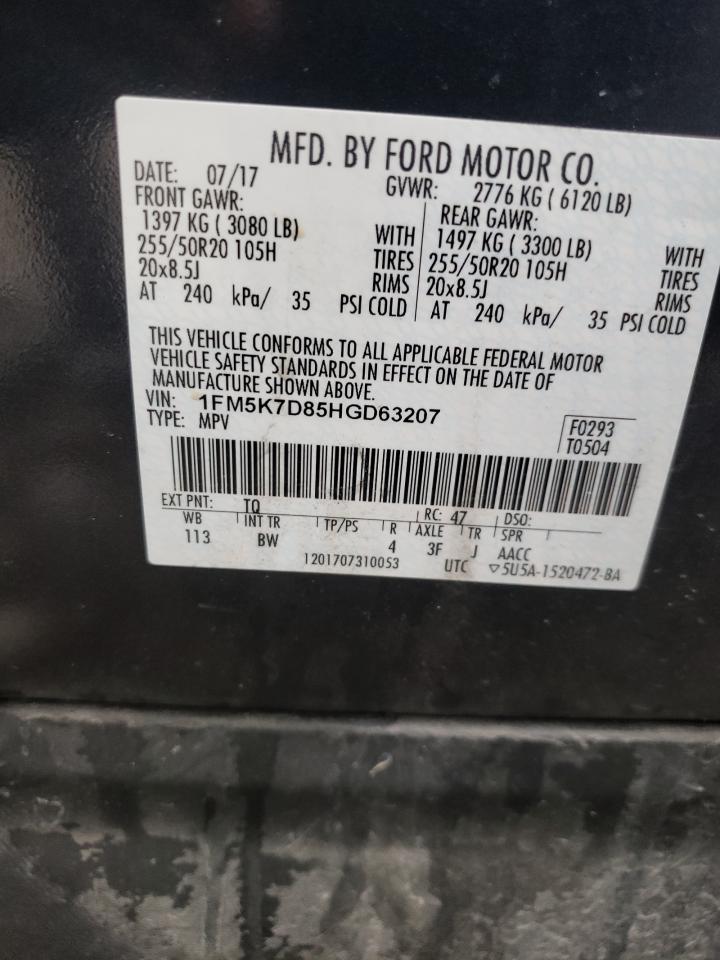 MFD. BY FORD MOTOR CO.
DATE: 07/17 GVWR: 2776 KG ( 6120 LB)
FRONT GAWR: REAR GAWR:
1397 KG ( 3080 LB) WITH 1497 KG ( 3300 LB) WITH
255/50R20 105H TIRES 255/50R20 105H TIRES
20x8.5J RIMS 20x8.5J RIMS
AT 240 kPa/ 35 PSI COLD AT 240 kPa/ 35 PSI COLD
THIS VEHICLE CONFORMS TO ALL APPLICABLE FEDERAL MOTOR
VEHICLE SAFETY STANDARDS IN EFFECT ON THE DATE OF
MANUFACTURE SHOWN ABOVE.
VIN: 1FM5K7D85HGD63207
TYPE: MPV F0293
T0504
EXT PNT: TQ RC: 47 DSO:
WB INT TR TP/PS R AXLE TR SPR
113 BW 4 3F J AACC
1201707310053 UTC ▽5U5A-1520472-BA